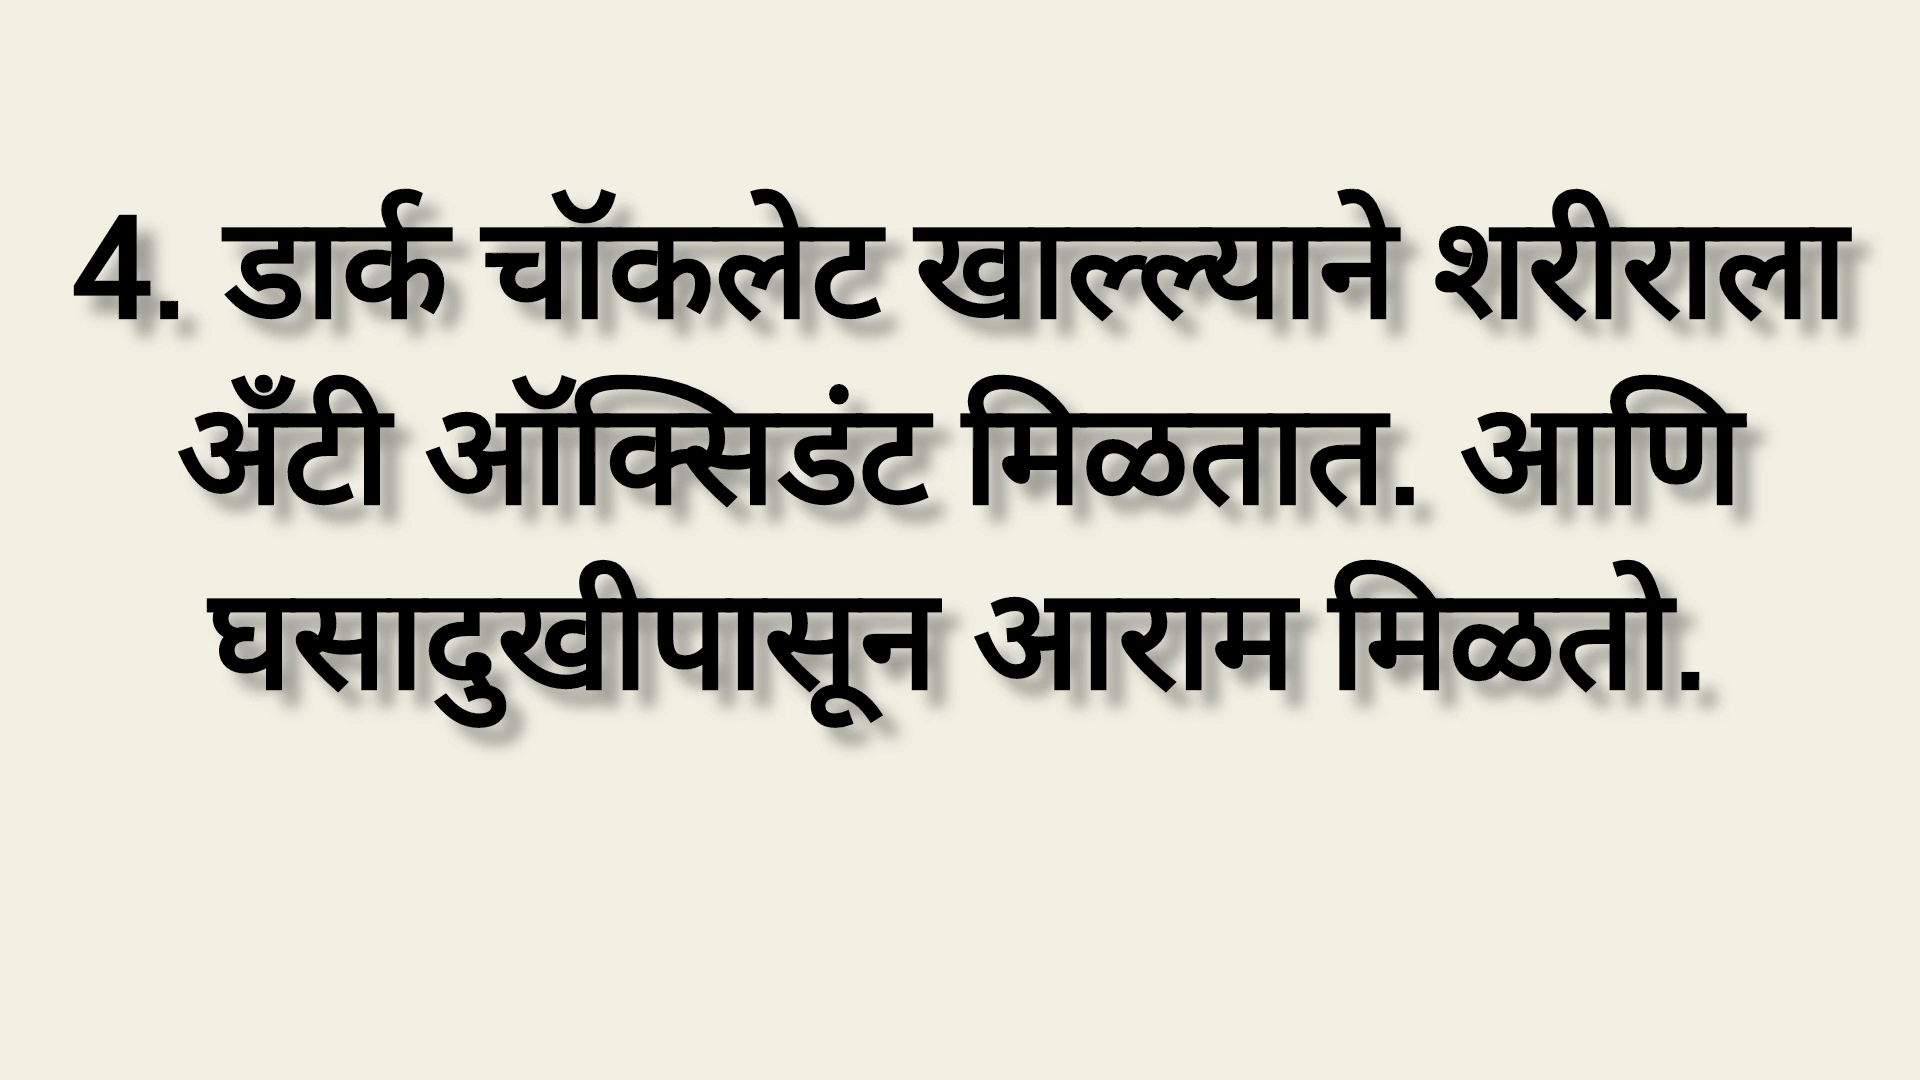 4. डार्क चॉकलेट खाल्ल्याने शरीराला
अँटी ऑक्सिडंट मिळतात. आणि
घसादुखीपासून आराम मिळतो.